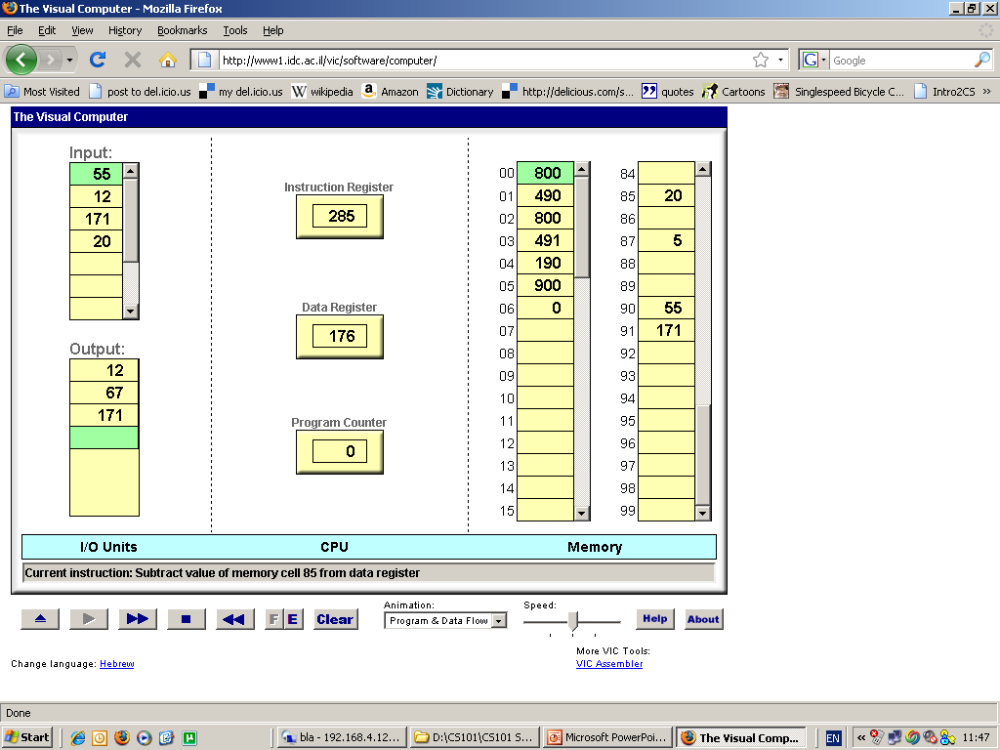 The Visual Computer - Mozilla Firefox
File Edit View History Bookmarks Tools Help
http://www1.idc.ac.il/vic/software/computer/
G Google
Most Visited post to del.icio.us my del.icio.us W wikipedia a Amazon Dictionary http://delicious.com/s... quotes Cartoons Singlespeed Bicycle C... Intro2CS »
The Visual Computer
Input:
55
12
171
20
Output:
12
67
171
Instruction Register
285
Data Register
176
Program Counter
0
00 800
01 490
02 800
03 491
04 190
05 900
06 0
07
08
09
10
11
12
13
14
15
84
85 20
86
87 5
88
89
90 55
91 171
92
93
94
95
96
97
98
99
I/O Units CPU Memory
Current instruction: Subtract value of memory cell 85 from data register
F E Clear
Animation:
Program & Data Flow
Speed:
Help About
More VIC Tools:
VIC Assembler
Change language: Hebrew
Done
Start bla - 192.168.4.12... D:\CS101\CS101 S... Microsoft PowerPoi... The Visual Comp... EN « 11:47